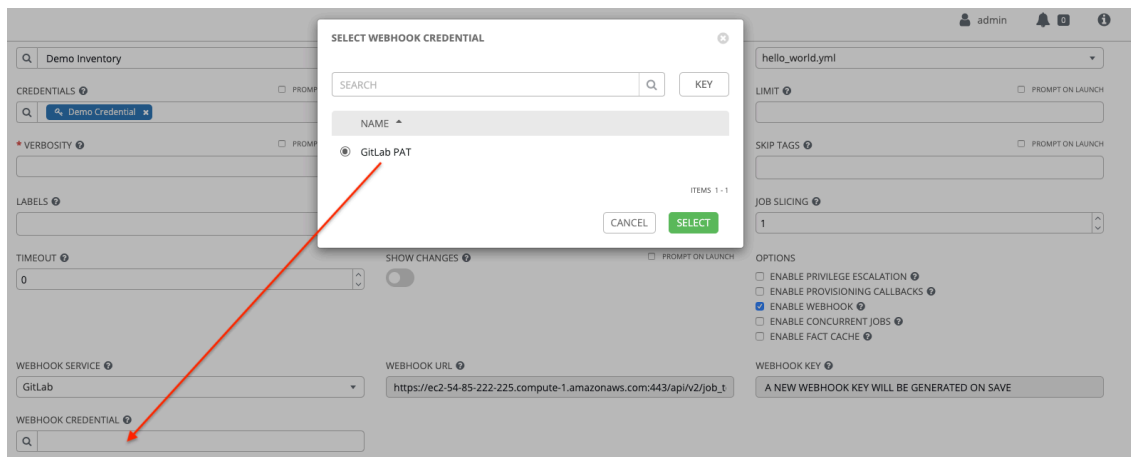 admin
0
SELECT WEBHOOK CREDENTIAL
SEARCH
KEY
NAME
GitLab PAT
ITEMS 1 - 1
CANCEL
SELECT
Demo Inventory
hello_world.yml
CREDENTIALS
PROMP
LIMIT
PROMPT ON LAUNCH
Demo Credential
* VERBOSITY
PROMP
SKIP TAGS
PROMPT ON LAUNCH
LABELS
JOB SLICING
1
TIMEOUT
SHOW CHANGES
PROMPT ON LAUNCH
OPTIONS
0
ENABLE PRIVILEGE ESCALATION
ENABLE PROVISIONING CALLBACKS
ENABLE WEBHOOK
ENABLE CONCURRENT JOBS
ENABLE FACT CACHE
WEBHOOK SERVICE
WEBHOOK URL
WEBHOOK KEY
GitLab
https://ec2-54-85-222-225.compute-1.amazonaws.com:443/api/v2/job_t
A NEW WEBHOOK KEY WILL BE GENERATED ON SAVE
WEBHOOK CREDENTIAL